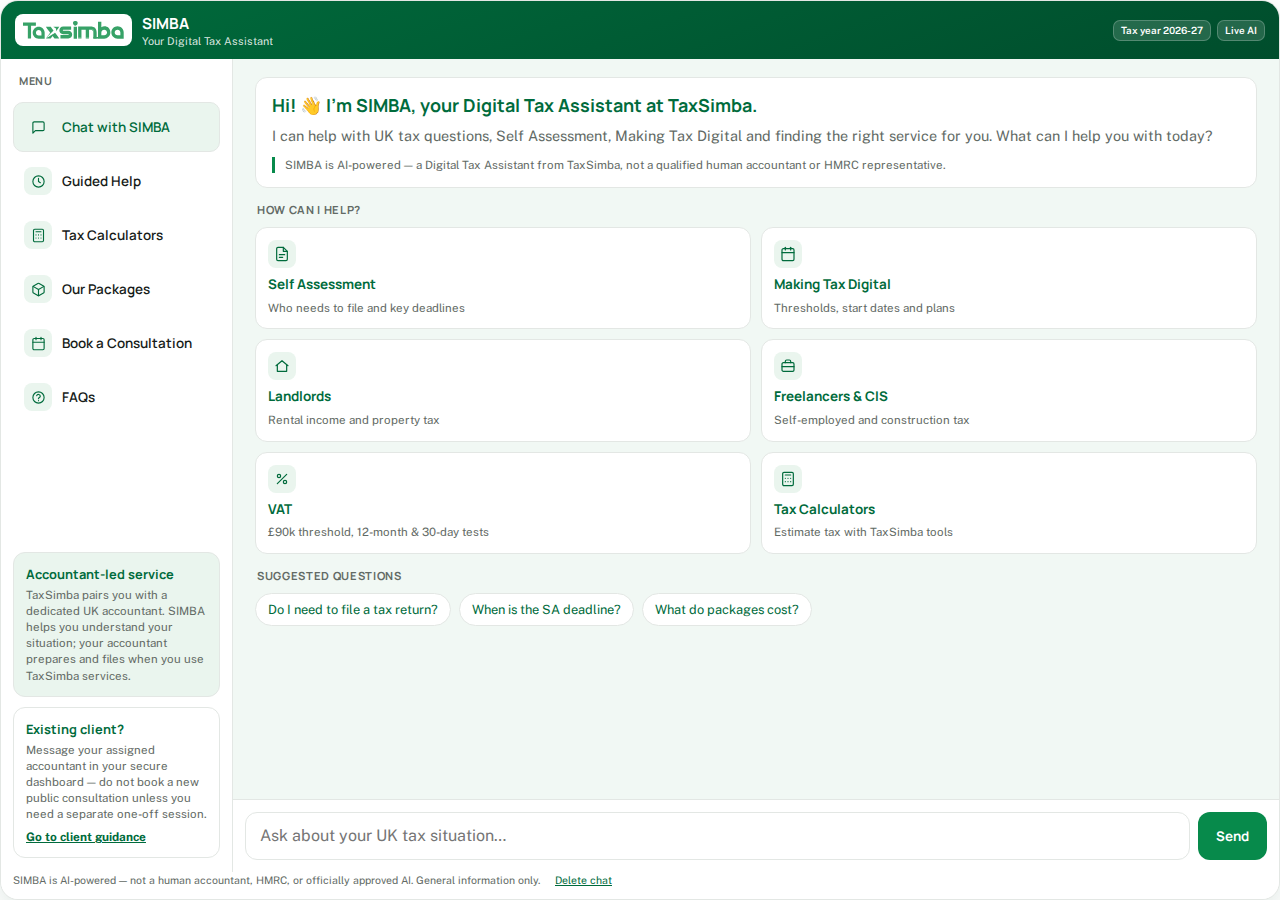 Taxsimba
SIMBA
Your Digital Tax Assistant
Tax year 2026-27
Live AI
MENU
Chat with SIMBA
Guided Help
Tax Calculators
Our Packages
Book a Consultation
FAQs
Accountant-led service
TaxSimba pairs you with a
dedicated UK accountant. SIMBA
helps you understand your
situation; your accountant
prepares and files when you use
TaxSimba services.
Existing client?
Message your assigned
accountant in your secure
dashboard — do not book a new
public consultation unless you
need a separate one-off session.
Go to client guidance
Hi! 👋 I'm SIMBA, your Digital Tax Assistant at TaxSimba.
I can help with UK tax questions, Self Assessment, Making Tax Digital and finding the right service for you. What can I help you with today?
SIMBA is AI-powered — a Digital Tax Assistant from TaxSimba, not a qualified human accountant or HMRC representative.
HOW CAN I HELP?
Self Assessment
Who needs to file and key deadlines
Making Tax Digital
Thresholds, start dates and plans
Landlords
Rental income and property tax
Freelancers & CIS
Self-employed and construction tax
VAT
£90k threshold, 12-month & 30-day tests
Tax Calculators
Estimate tax with TaxSimba tools
SUGGESTED QUESTIONS
Do I need to file a tax return?
When is the SA deadline?
What do packages cost?
Ask about your UK tax situation...
Send
SIMBA is AI-powered — not a human accountant, HMRC, or officially approved AI. General information only.
Delete chat